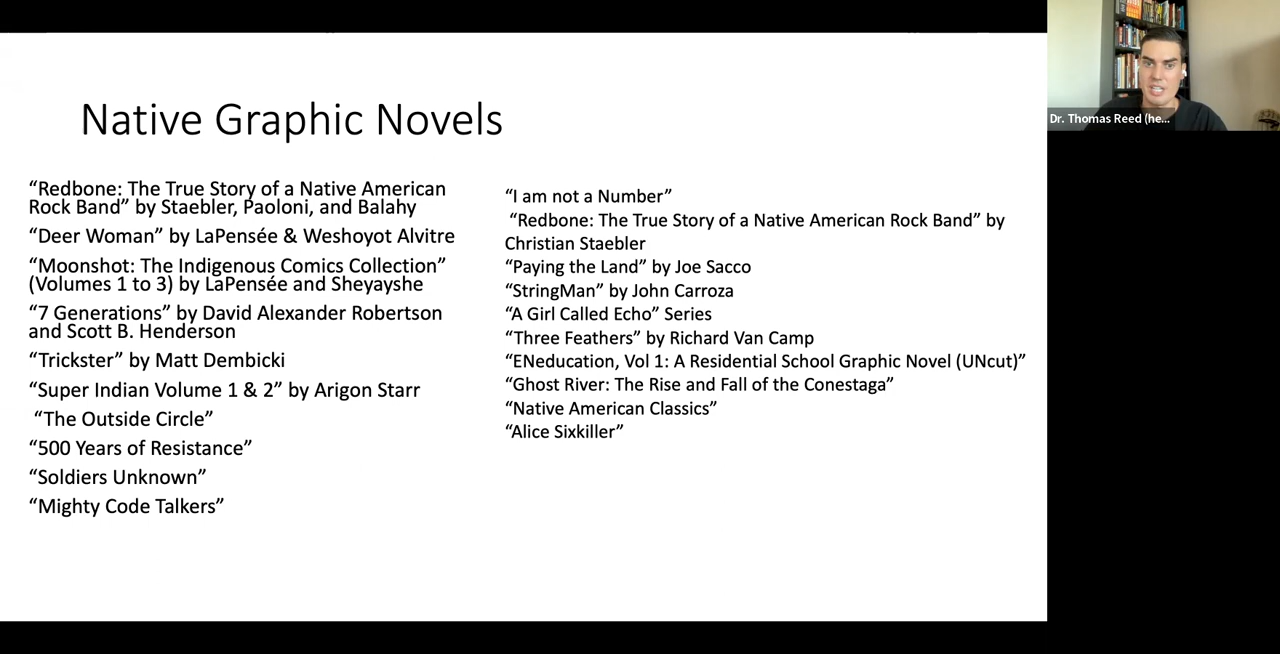 Native Graphic Novels
“Redbone: The True Story of a Native American
Rock Band” by Staebler, Paoloni, and Balahy
“Deer Woman” by LaPensée & Weshoyot Alvitre
“Moonshot: The Indigenous Comics Collection”
(Volumes 1 to 3) by LaPensée and Sheyayshe
“7 Generations” by David Alexander Robertson
and Scott B. Henderson
“Trickster” by Matt Dembicki
“Super Indian Volume 1 & 2” by Arigon Starr
“The Outside Circle”
“500 Years of Resistance”
“Soldiers Unknown”
“Mighty Code Talkers”
“I am not a Number”
“Redbone: The True Story of a Native American Rock Band” by
Christian Staebler
“Paying the Land” by Joe Sacco
“StringMan” by John Carroza
“A Girl Called Echo” Series
“Three Feathers” by Richard Van Camp
“ENeducation, Vol 1: A Residential School Graphic Novel (UNcut)”
“Ghost River: The Rise and Fall of the Conestaga”
“Native American Classics”
“Alice Sixkiller”
Dr. Thomas Reed (he...